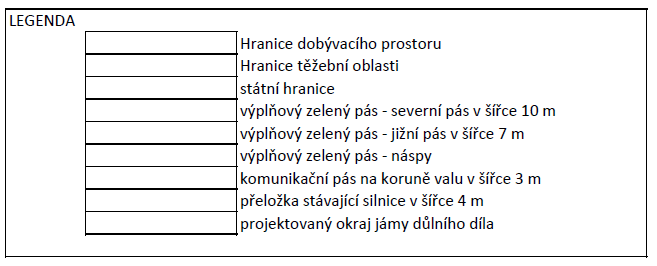 LEGENDA
Hranice dobývacího prostoru
Hranice těžební oblasti
státní hranice
výplňový zelený pás - severní pás v šířce 10 m
výplňový zelený pás - jižní pás v šířce 7 m
výplňový zelený pás - náspy
komunikační pás na koruně valu v šířce 3 m
přeložka stávající silnice v šířce 4 m
projektovaný okraj jámy důlního díla